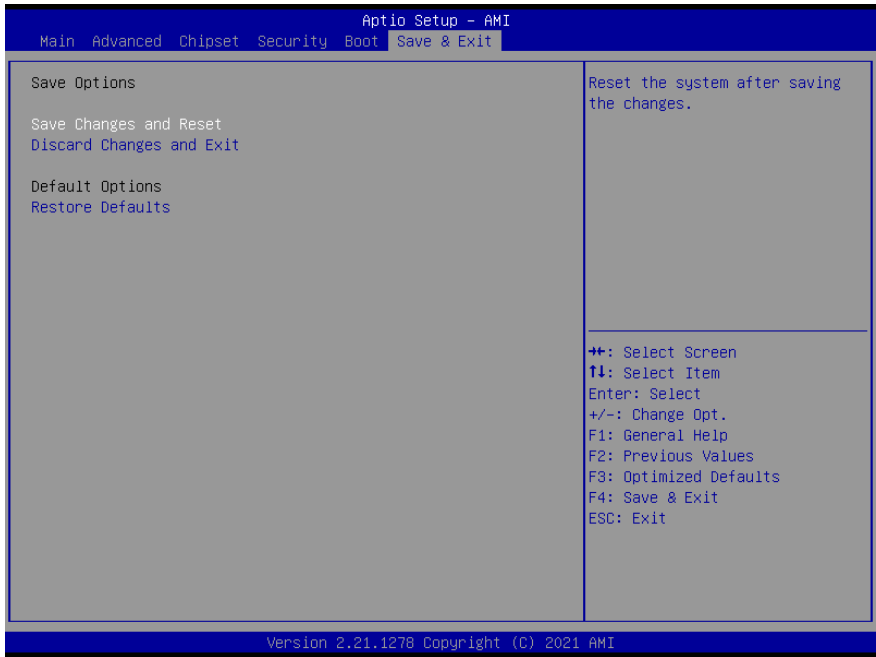 Aptio Setup – AMI
Main Advanced Chipset Security Boot Save & Exit
Save Options
Save Changes and Reset
Discard Changes and Exit
Default Options
Restore Defaults
Reset the system after saving
the changes.
→←: Select Screen
↑↓: Select Item
Enter: Select
+/-: Change Opt.
F1: General Help
F2: Previous Values
F3: Optimized Defaults
F4: Save & Exit
ESC: Exit
Version 2.21.1278 Copyright (C) 2021 AMI